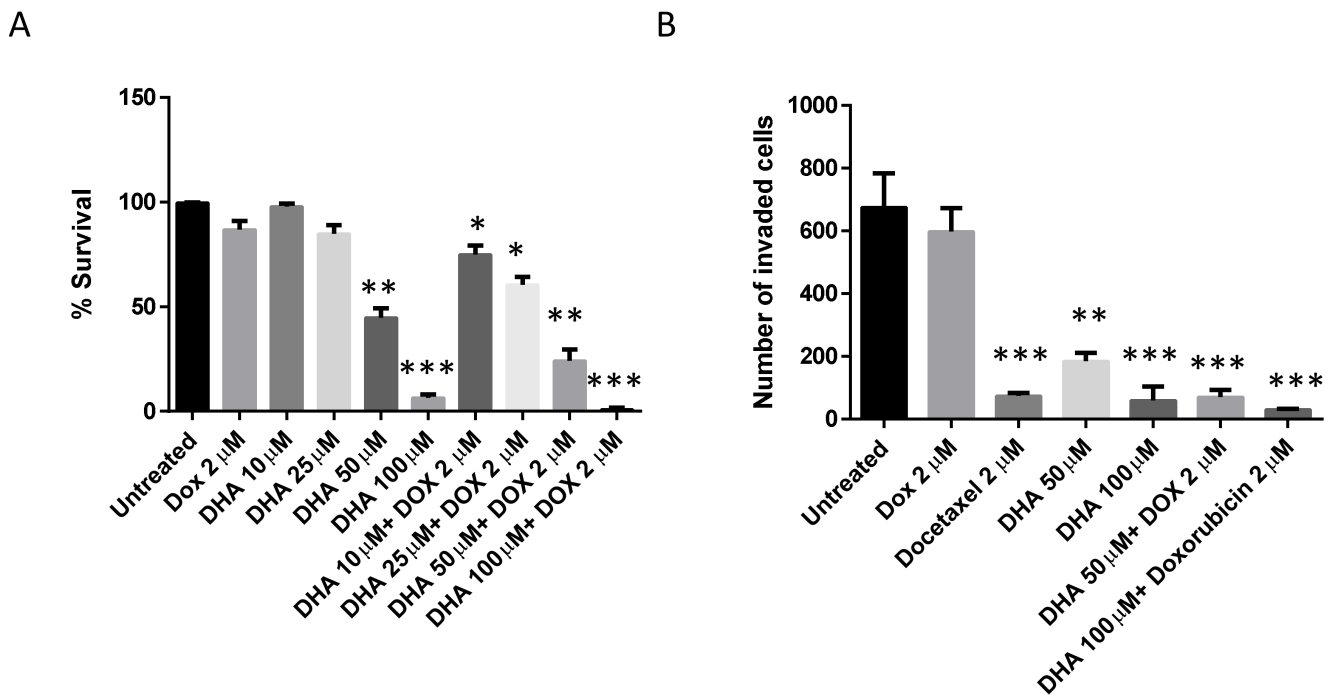 A
% Survival
150
100
50
0
**
***
*
*
**
***
Untreated
Dox 2 μM
DHA 10 μM
DHA 25 μM
DHA 50 μM
DHA 100 μM
DHA 10 μM+ DOX 2 μM
DHA 25 μM+ DOX 2 μM
DHA 50 μM+ DOX 2 μM
DHA 100 μM+ DOX 2 μM
B
Number of invaded cells
1000
800
600
400
200
0
***
**
***
***
***
Untreated
Dox 2 μM
Docetaxel 2 μM
DHA 50 μM
DHA 100 μM
DHA 50 μM+ DOX 2 μM
DHA 100 μM+ Doxorubicin 2 μM